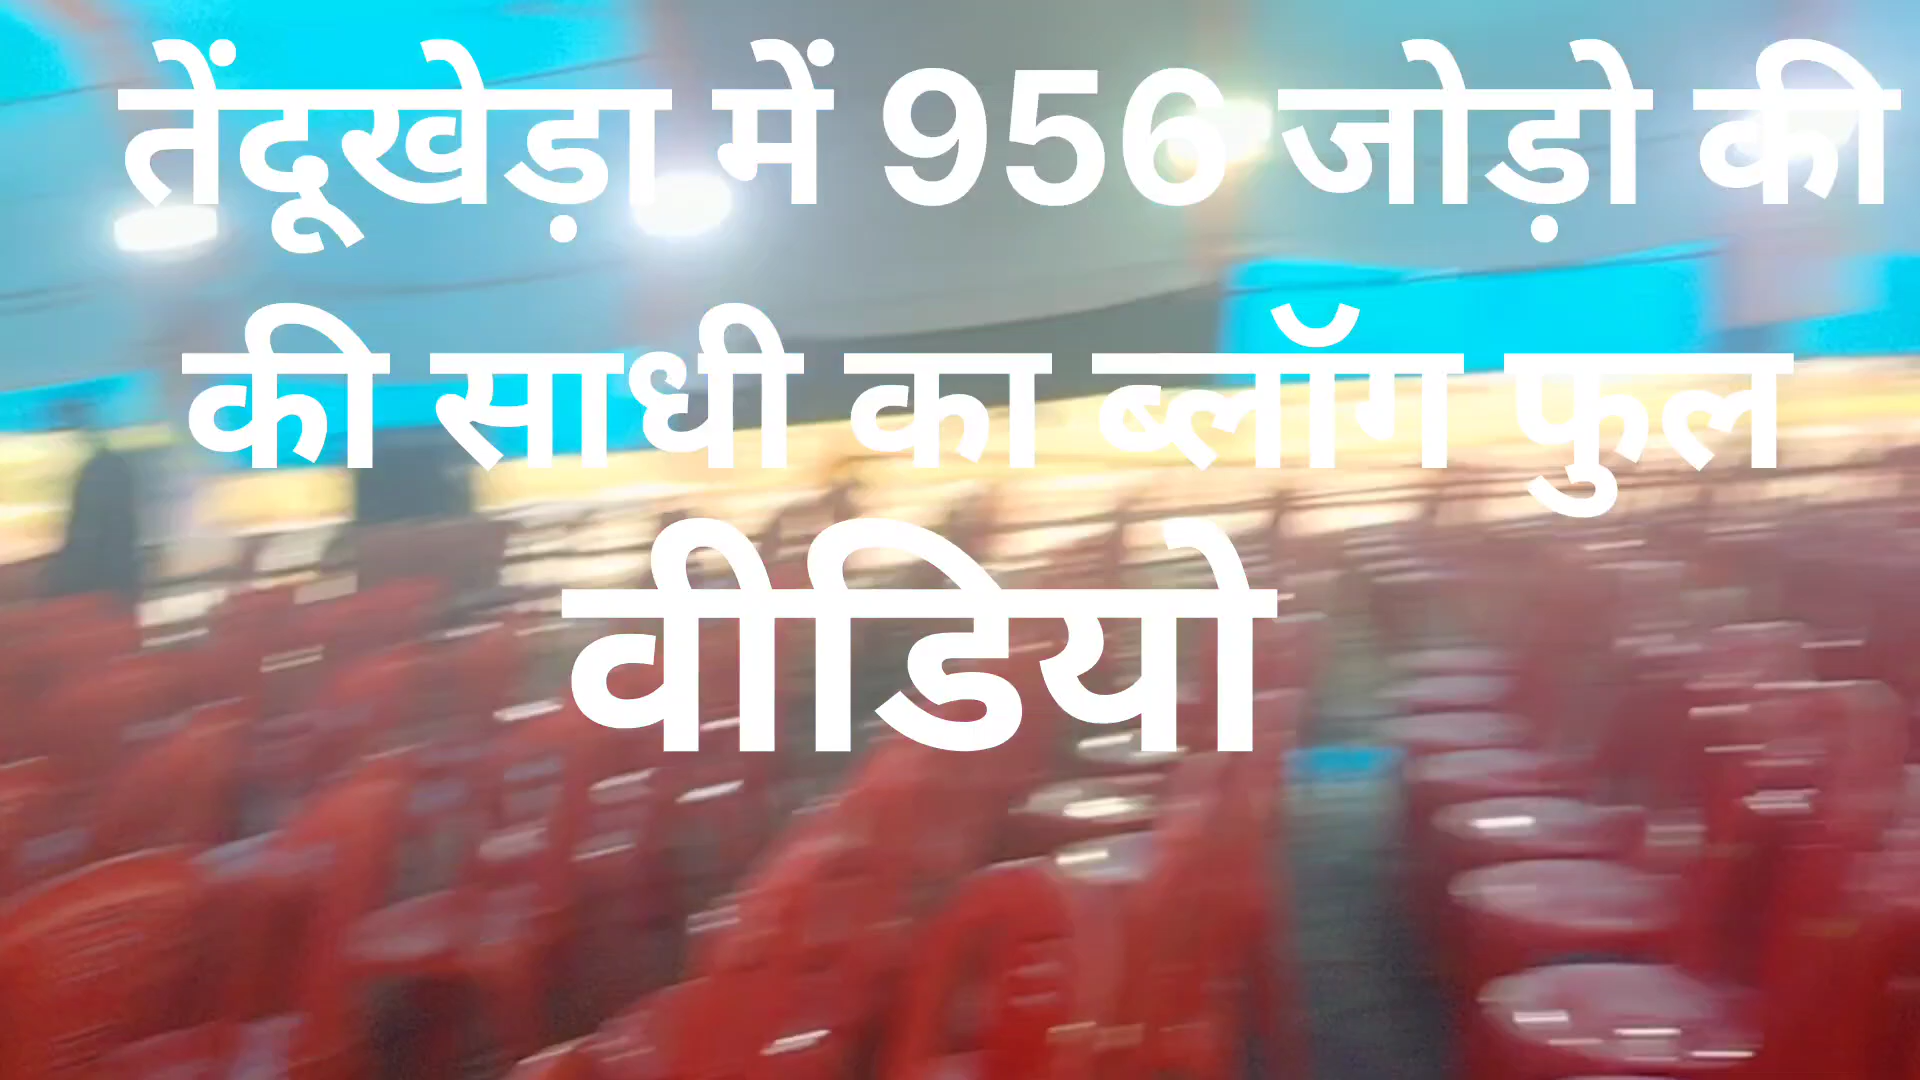 तेंदूखेड़ा में 956 जोड़ो की
की साधी का ब्लॉग फुल
वीडियो